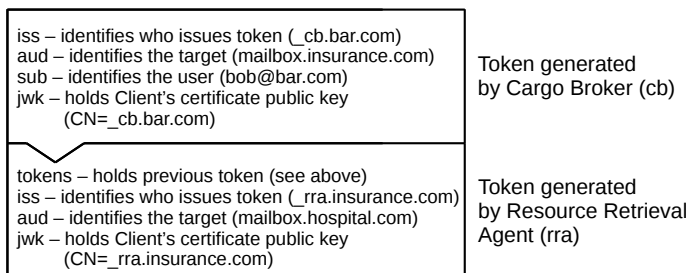 iss – identifies who issues token (_cb.bar.com)
aud – identifies the target (mailbox.insurance.com)
sub – identifies the user (bob@bar.com)
jwk – holds Client's certificate public key
(CN=_cb.bar.com)
Token generated
by Cargo Broker (cb)
tokens – holds previous token (see above)
iss – identifies who issues token (_rra.insurance.com)
aud – identifies the target (mailbox.hospital.com)
jwk – holds Client's certificate public key
(CN=_rra.insurance.com)
Token generated
by Resource Retrieval
Agent (rra)